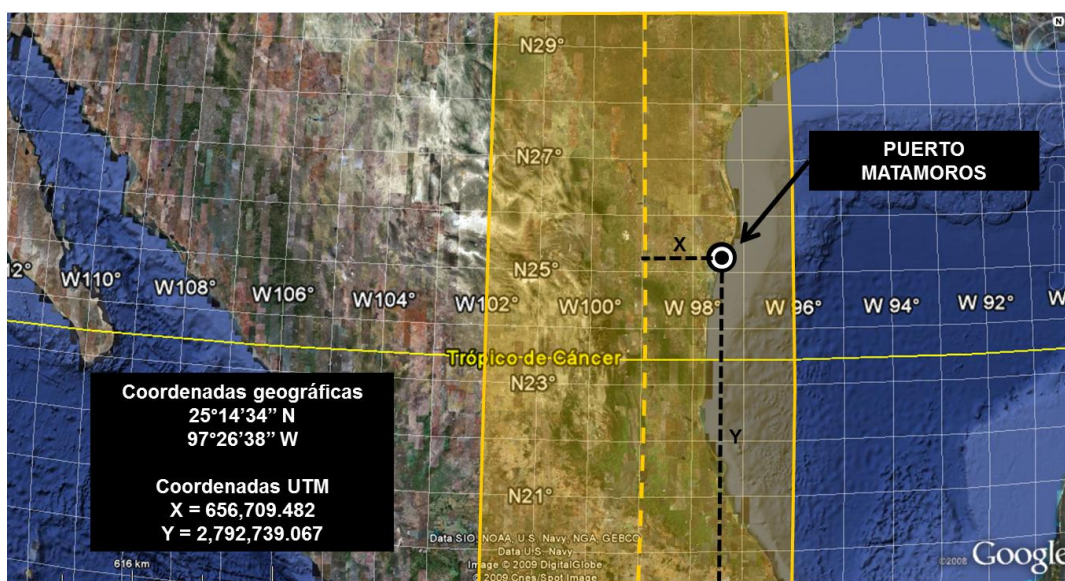 N
N29°
PUERTO
MATAMOROS
N27°
X
N25°
W110°
W108°
W106°
W104°
W102°
W100°
W 98°
W 96°
W 94°
W 92°
Trópico de Cáncer
N23°
Coordenadas geográficas
25°14’34” N
97°26’38” W
Coordenadas UTM
X = 656,709.482
Y = 2,792,739.067
Y
N21°
Data SIO, NOAA, U.S. Navy, NGA, GEBCO
Data U.S. Navy
Image © 2009 DigitalGlobe
© 2009 Cnes/Spot Image
616 km
©2008 Google